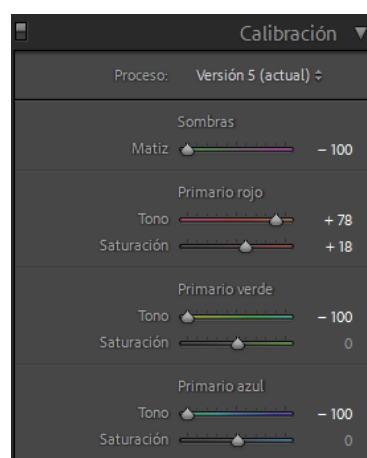 Calibración
Proceso: Versión 5 (actual)
Sombras
Matiz - 100
Primario rojo
Tono + 78
Saturación + 18
Primario verde
Tono - 100
Saturación 0
Primario azul
Tono - 100
Saturación 0